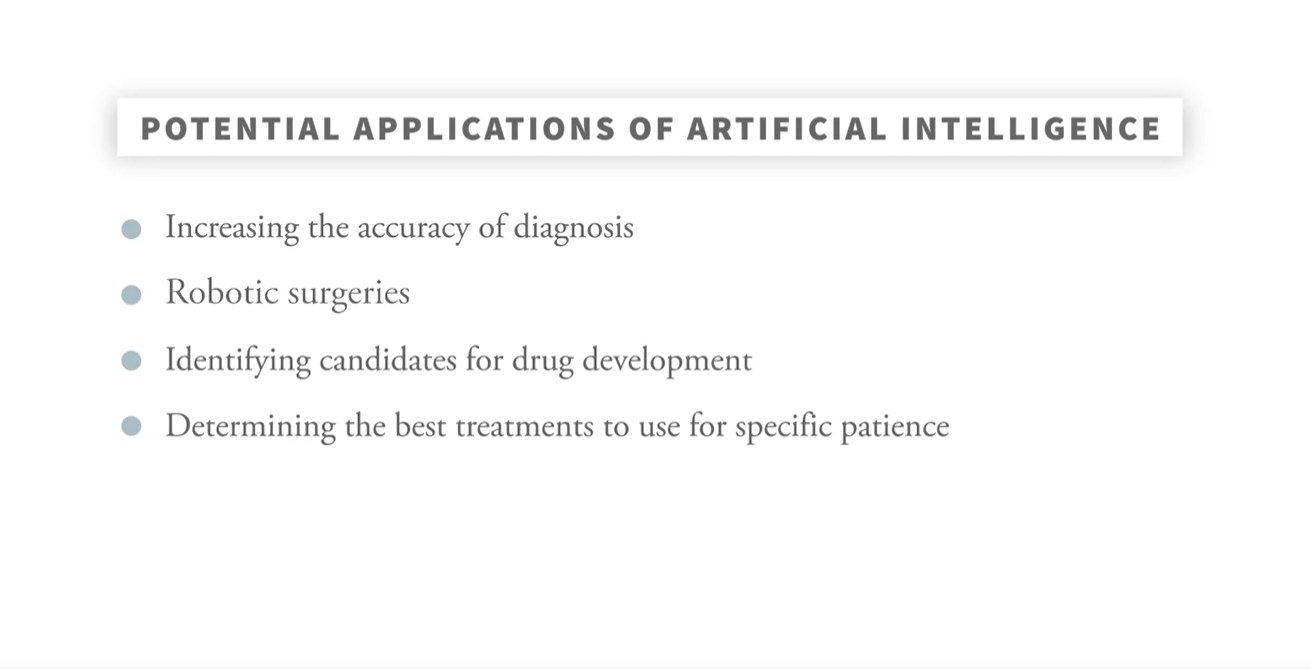 POTENTIAL APPLICATIONS OF ARTIFICIAL INTELLIGENCE
Increasing the accuracy of diagnosis
Robotic surgeries
Identifying candidates for drug development
Determining the best treatments to use for specific patience